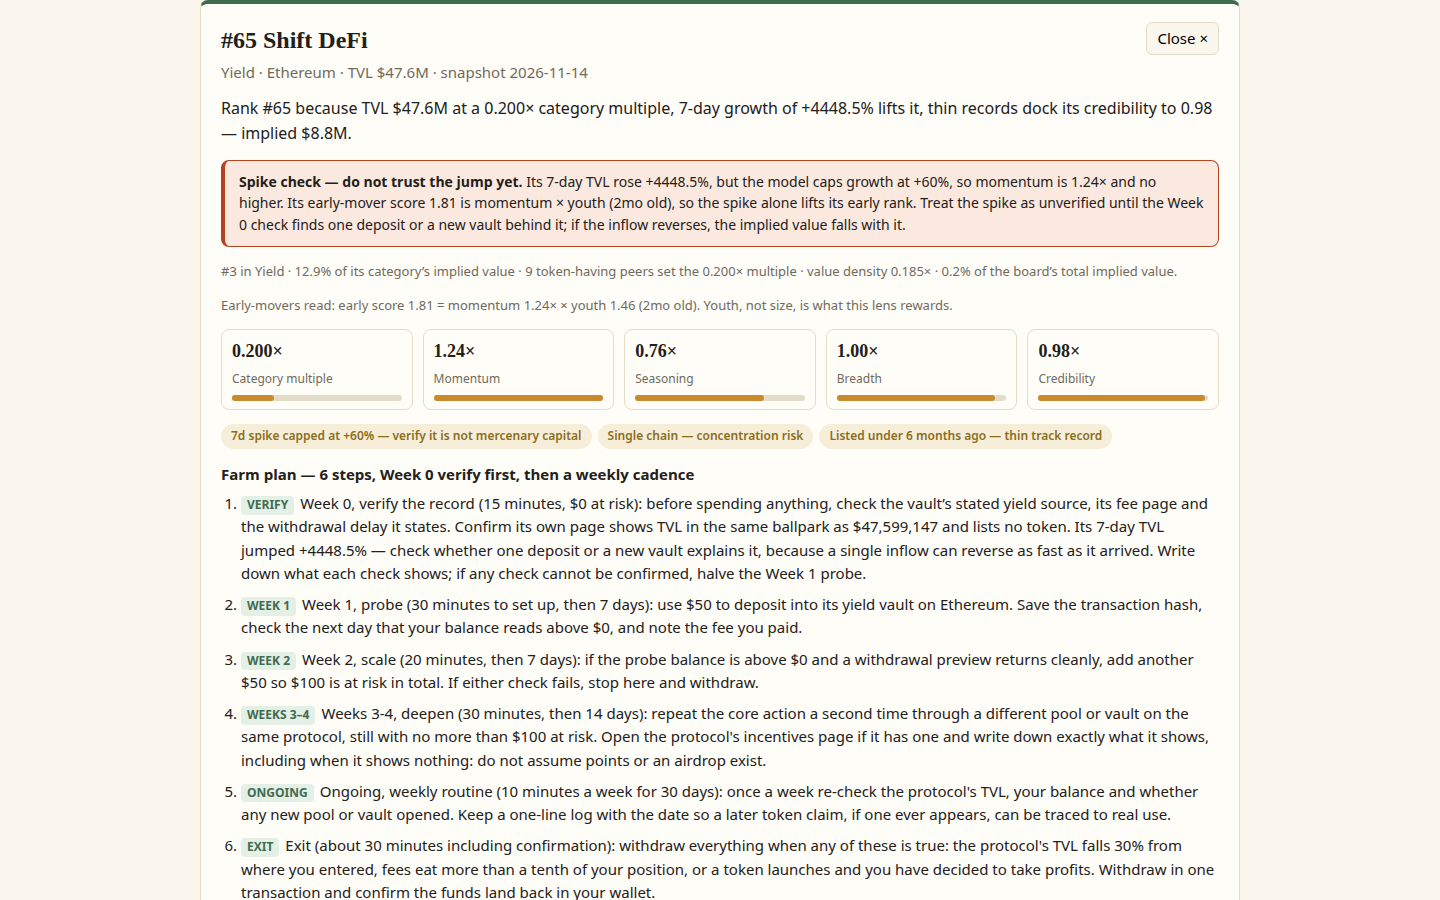 #65 Shift DeFi
Close ×
Yield · Ethereum · TVL $47.6M · snapshot 2026-11-14
Rank #65 because TVL $47.6M at a 0.200× category multiple, 7-day growth of +4448.5% lifts it, thin records dock its credibility to 0.98
— implied $8.8M.
Spike check — do not trust the jump yet. Its 7-day TVL rose +4448.5%, but the model caps growth at +60%, so momentum is 1.24× and no
higher. Its early-mover score 1.81 is momentum × youth (2mo old), so the spike alone lifts its early rank. Treat the spike as unverified until the Week
0 check finds one deposit or a new vault behind it; if the inflow reverses, the implied value falls with it.
#3 in Yield · 12.9% of its category’s implied value · 9 token-having peers set the 0.200× multiple · value density 0.185× · 0.2% of the board’s total implied value.
Early-movers read: early score 1.81 = momentum 1.24× × youth 1.46 (2mo old). Youth, not size, is what this lens rewards.
0.200×
Category multiple
1.24×
Momentum
0.76×
Seasoning
1.00×
Breadth
0.98×
Credibility
7d spike capped at +60% — verify it is not mercenary capital
Single chain — concentration risk
Listed under 6 months ago — thin track record
Farm plan — 6 steps, Week 0 verify first, then a weekly cadence
1. VERIFY Week 0, verify the record (15 minutes, $0 at risk): before spending anything, check the vault’s stated yield source, its fee page and
the withdrawal delay it states. Confirm its own page shows TVL in the same ballpark as $47,599,147 and lists no token. Its 7-day TVL
jumped +4448.5% — check whether one deposit or a new vault explains it, because a single inflow can reverse as fast as it arrived. Write
down what each check shows; if any check cannot be confirmed, halve the Week 1 probe.
2. WEEK 1 Week 1, probe (30 minutes to set up, then 7 days): use $50 to deposit into its yield vault on Ethereum. Save the transaction hash,
check the next day that your balance reads above $0, and note the fee you paid.
3. WEEK 2 Week 2, scale (20 minutes, then 7 days): if the probe balance is above $0 and a withdrawal preview returns cleanly, add another
$50 so $100 is at risk in total. If either check fails, stop here and withdraw.
4. WEEKS 3–4 Weeks 3-4, deepen (30 minutes, then 14 days): repeat the core action a second time through a different pool or vault on the
same protocol, still with no more than $100 at risk. Open the protocol's incentives page if it has one and write down exactly what it shows,
including when it shows nothing: do not assume points or an airdrop exist.
5. ONGOING Ongoing, weekly routine (10 minutes a week for 30 days): once a week re-check the protocol's TVL, your balance and whether
any new pool or vault opened. Keep a one-line log with the date so a later token claim, if one ever appears, can be traced to real use.
6. EXIT Exit (about 30 minutes including confirmation): withdraw everything when any of these is true: the protocol's TVL falls 30% from
where you entered, fees eat more than a tenth of your position, or a token launches and you have decided to take profits. Withdraw in one
transaction and confirm the funds land back in your wallet.